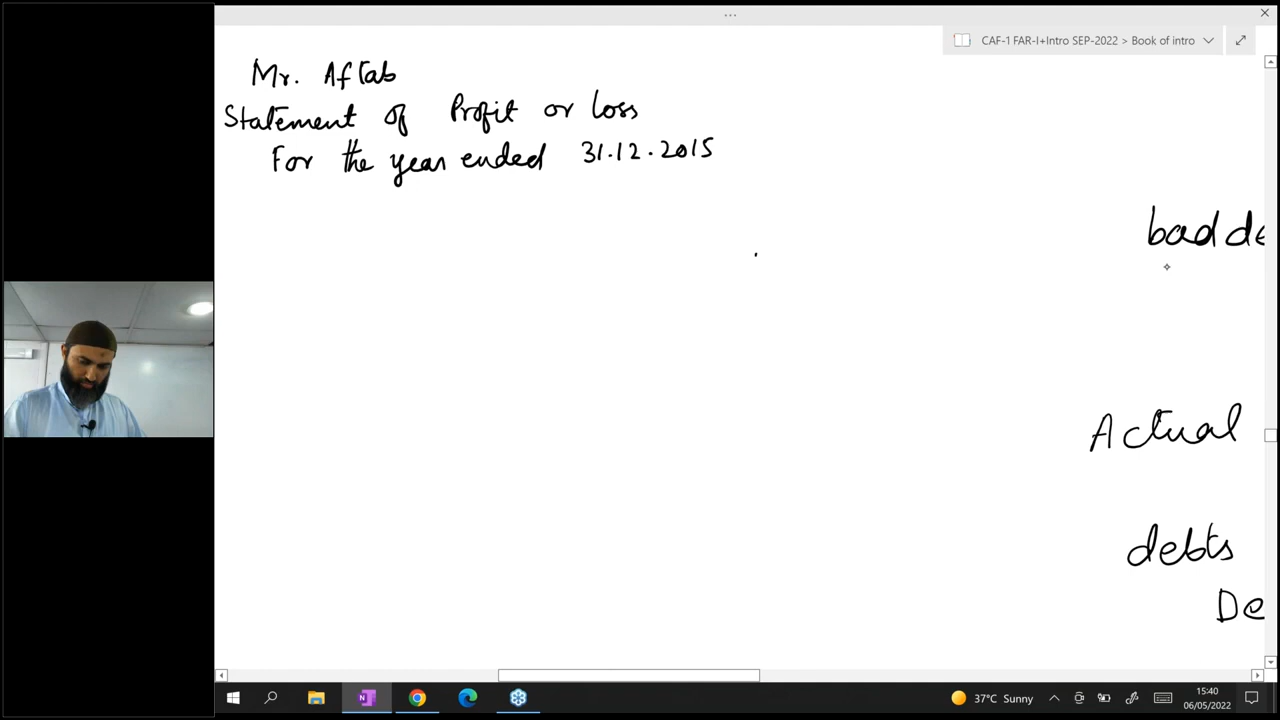 CAF-1 FAR-I+Intro SEP-2022 > Book of intro
Mr. Aftab
Statement of Profit or loss
For the year ended 31.12.2015
bad de
Actual
debts
De
37°C Sunny
15:40
06/05/2022